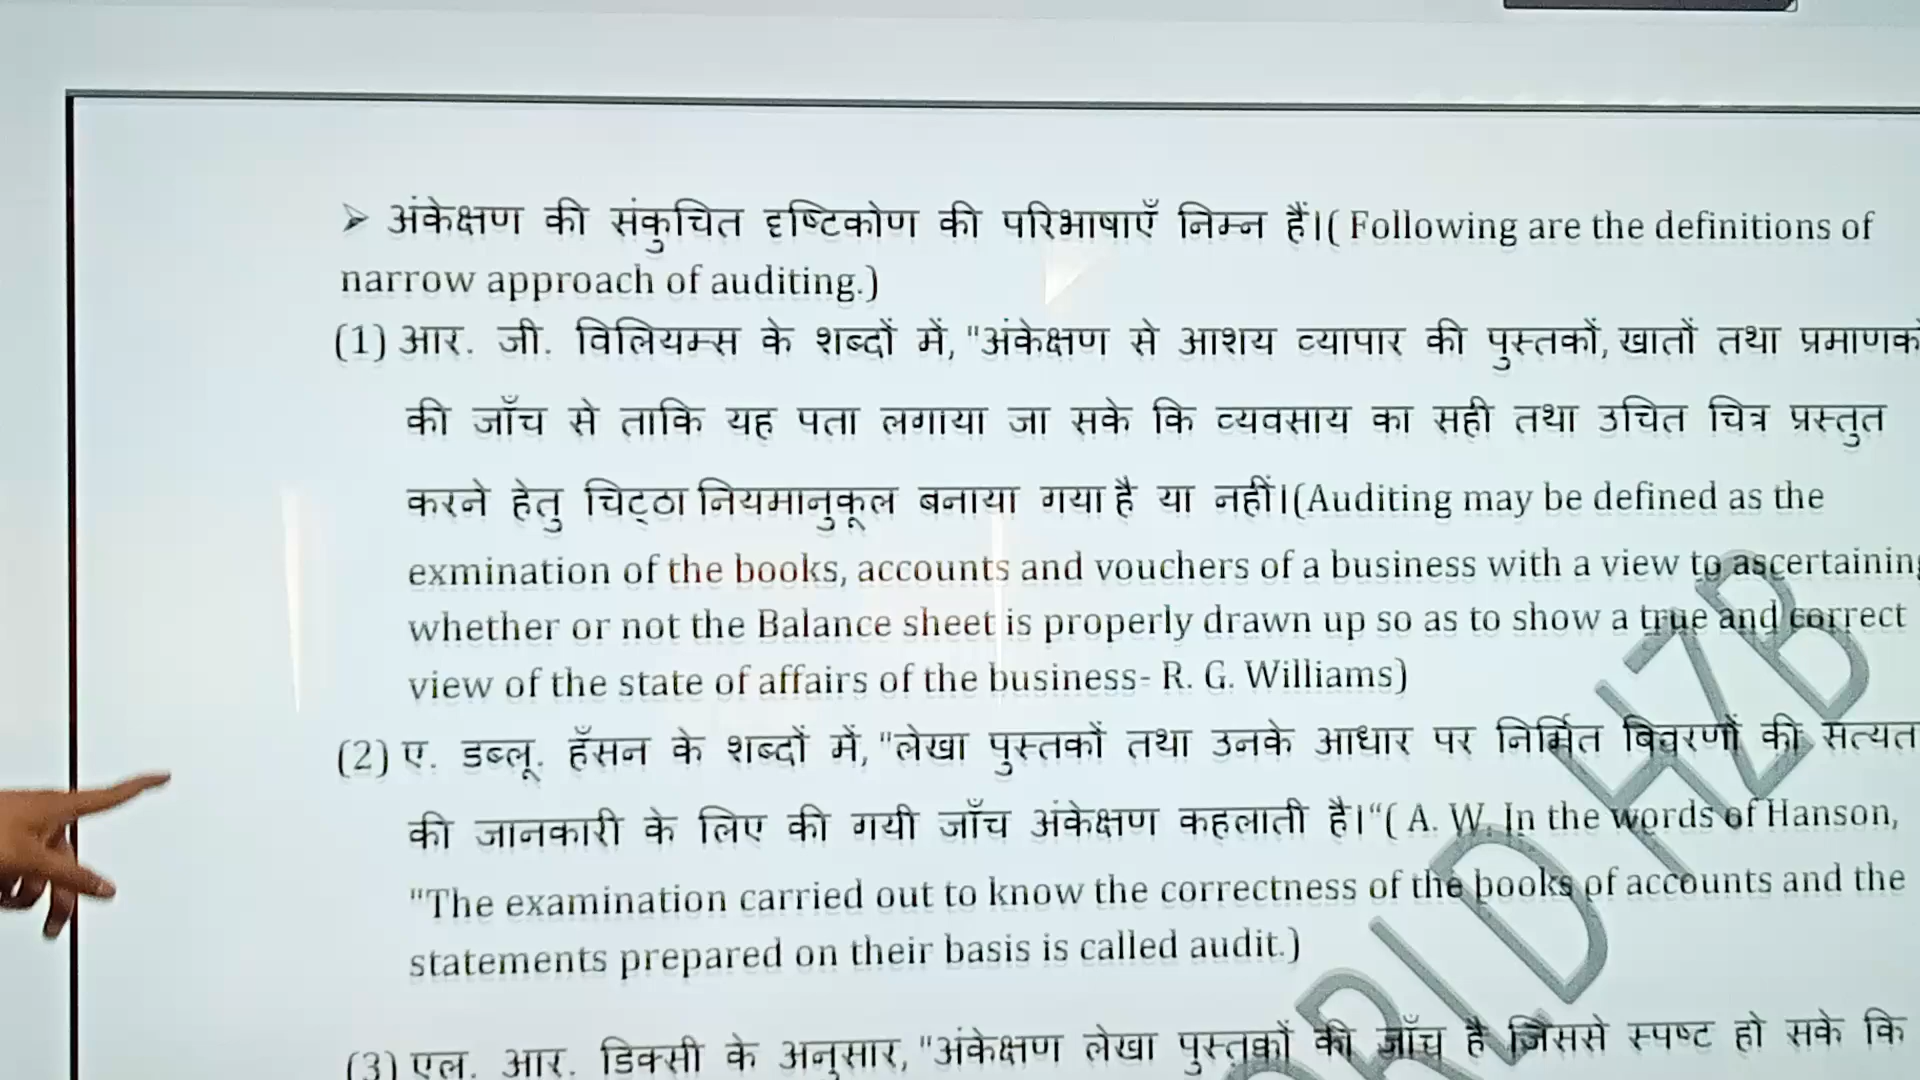 ➢ अंकेक्षण की संकुचित दृष्टिकोण की परिभाषाएँ निम्न हैं।( Following are the definitions of
narrow approach of auditing.)
(1) आर. जी. विलियम्स के शब्दों में, "अंकेक्षण से आशय व्यापार की पुस्तकों, खातों तथा
की जाँच से ताकि यह पता लगाया जा सके कि व्यवसाय का सही तथा उचित चित्र प्रस्तुत
करने हेतु चिट्ठा नियमानुकूल बनाया गया है या नहीं।(Auditing may be defined as the
exmination of the books, accounts and vouchers of a business with a view to ascertaining
whether or not the Balance sheet is properly drawn up so as to show a true and correct
view of the state of affairs of the business- R. G. Williams)
(2) ए. डब्लू. हँसन के शब्दों में, "लेखा पुस्तकों तथा उनके आधार पर निर्मित विवरणों की
की जानकारी के लिए की गयी जाँच अंकेक्षण कहलाती है।"( A. W. In the words of Hanson,
"The examination carried out to know the correctness of the books of accounts and the
statements prepared on their basis is called audit.)
(3) एल. आर. डिक्सी के अनुसार, "अंकेक्षण लेखा पुस्तकों की जाँच है जिससे स्पष्ट हो सके कि
HZB